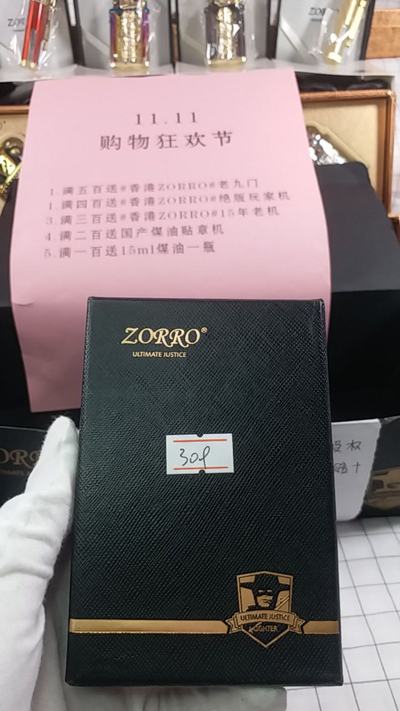 ZORRO
11.11
购物狂欢节
1.满五百送#香港ZORRO#老九门
1 满四百送#香港ZORRO#绝版玩家机
3.满三百送#香港ZORRO#15年老机
4 满二百送国产煤油贴章机
5.满一百送15ml煤油一瓶
ZORRO®
ULTIMATE JUSTICE
309
ULTIMATE JUSTICE
LIGHTER